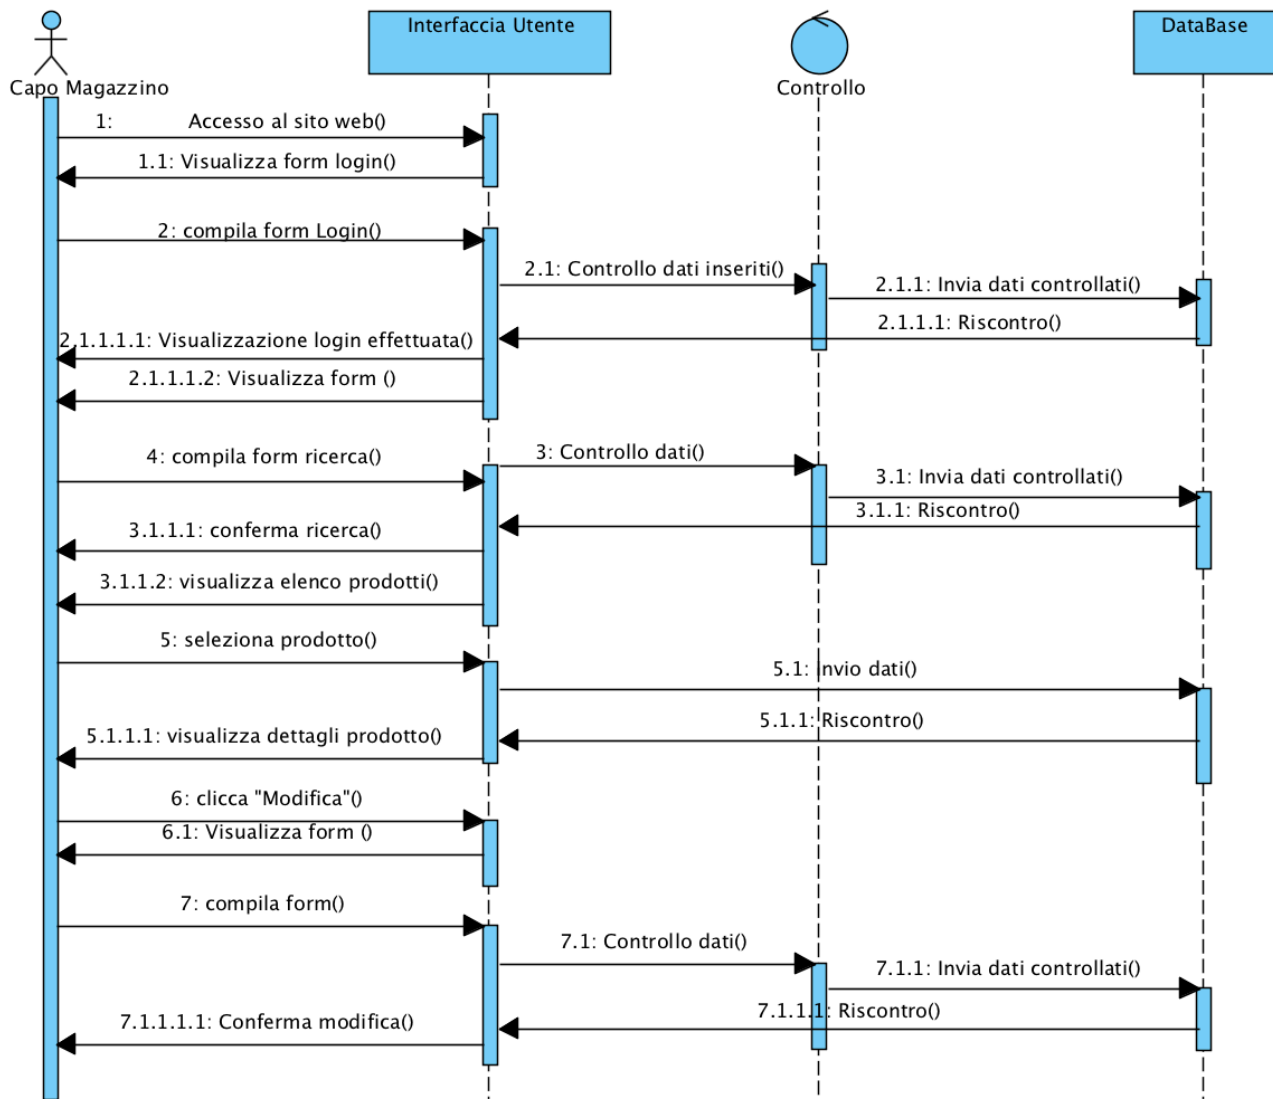 Interfaccia Utente
DataBase
Capo Magazzino
Controllo
1: Accesso al sito web()
1.1: Visualizza form login()
2: compila form Login()
2.1: Controllo dati inseriti()
2.1.1: Invia dati controllati()
2.1.1.1: Riscontro()
2.1.1.1.1: Visualizzazione login effettuata()
2.1.1.1.2: Visualizza form ()
4: compila form ricerca()
3: Controllo dati()
3.1: Invia dati controllati()
3.1.1: Riscontro()
3.1.1.1: conferma ricerca()
3.1.1.2: visualizza elenco prodotti()
5: seleziona prodotto()
5.1: Invio dati()
5.1.1: Riscontro()
5.1.1.1: visualizza dettagli prodotto()
6: clicca "Modifica"()
6.1: Visualizza form ()
7: compila form()
7.1: Controllo dati()
7.1.1: Invia dati controllati()
7.1.1.1: Riscontro()
7.1.1.1.1: Conferma modifica()